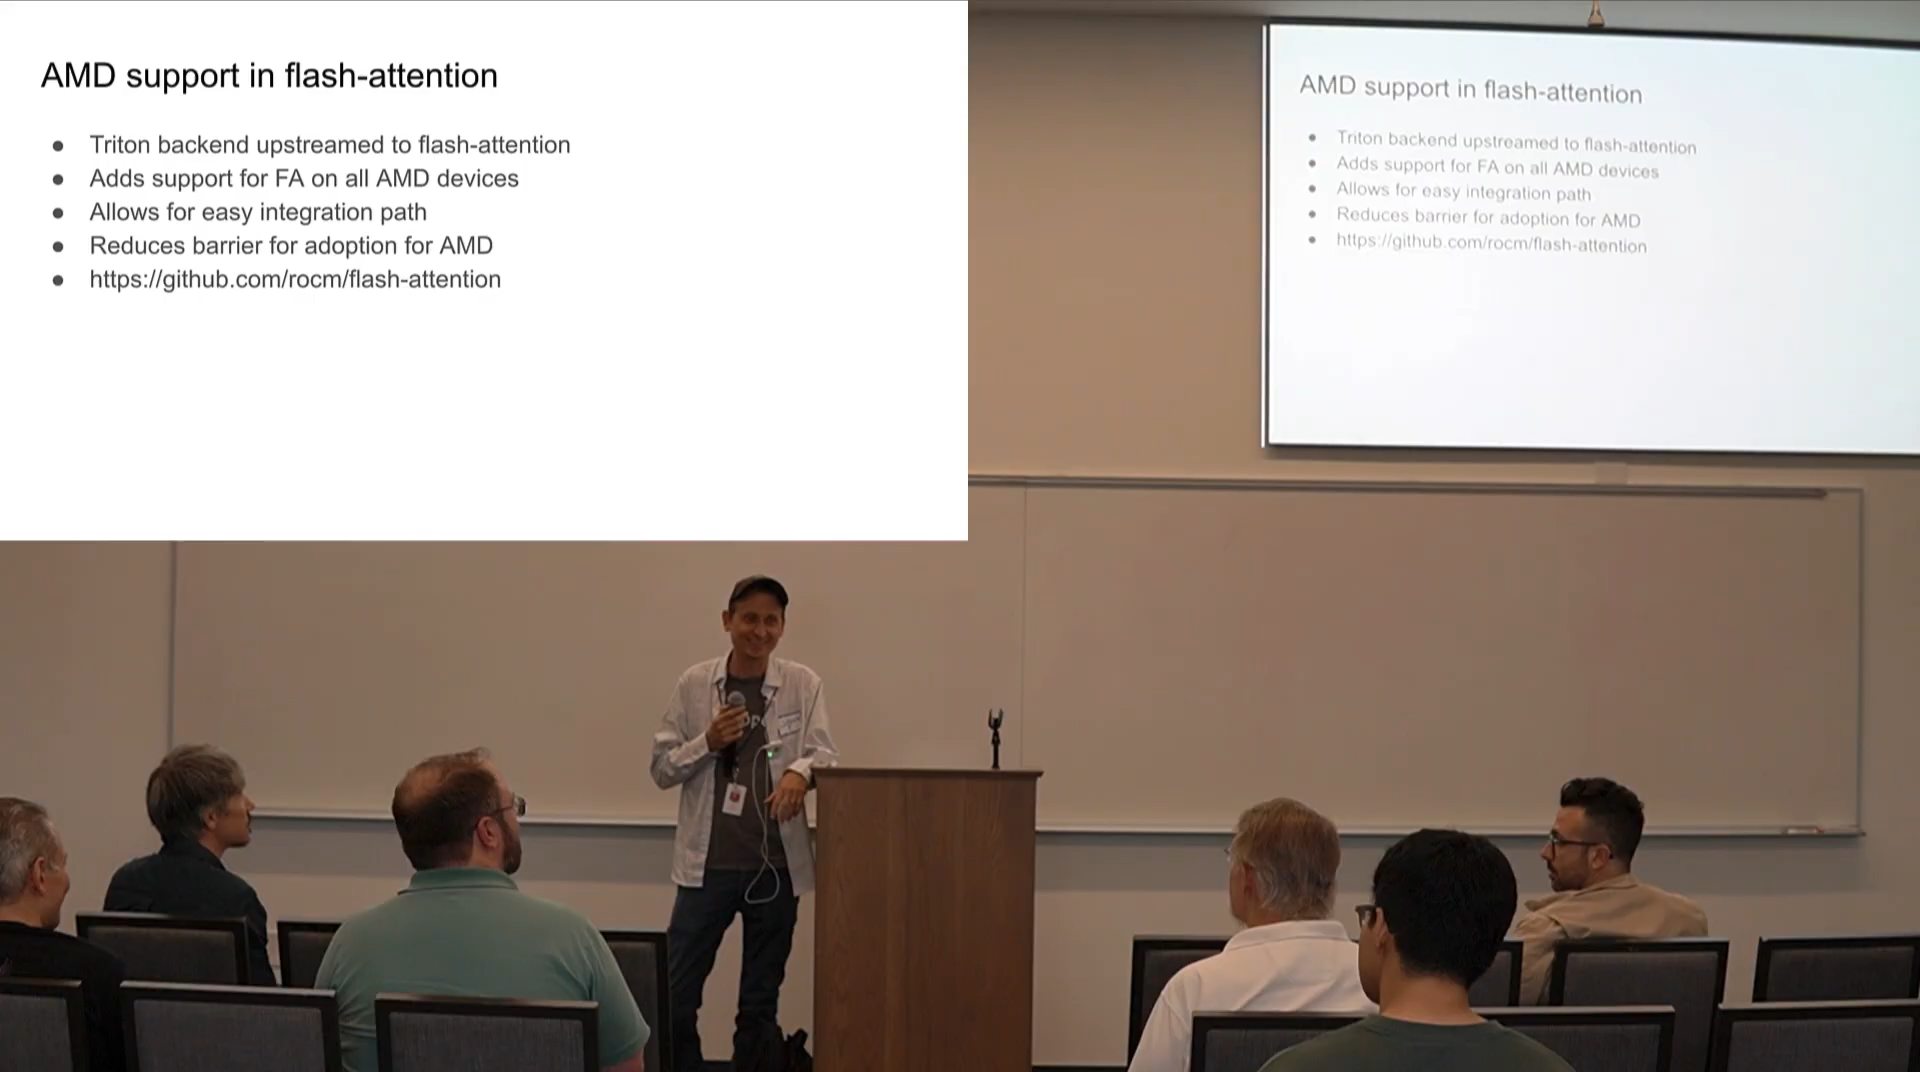 AMD support in flash-attention
● Triton backend upstreamed to flash-attention
● Adds support for FA on all AMD devices
● Allows for easy integration path
● Reduces barrier for adoption for AMD
● https://github.com/rocm/flash-attention
AMD support in flash-attention
● Triton backend upstreamed to flash-attention
● Adds support for FA on all AMD devices
● Allows for easy integration path
● Reduces barrier for adoption for AMD
● https://github.com/rocm/flash-attention